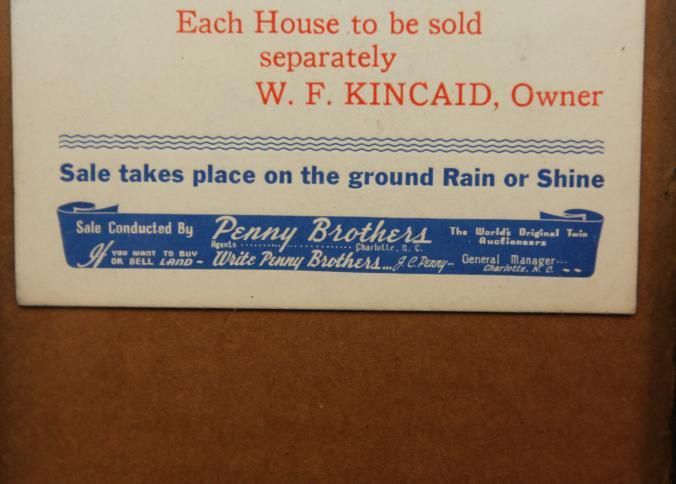 Each House to be sold
separately
W. F. KINCAID, Owner
Sale takes place on the ground Rain or Shine
Sale Conducted By Penny Brothers The World's Original Twin
Agents .................... Charlotte, N. C. Auctioneers
If YOU WANT TO BUY
OR SELL LAND - Write Penny Brothers... J. C. Penny - General Manager...
Charlotte, N. C.